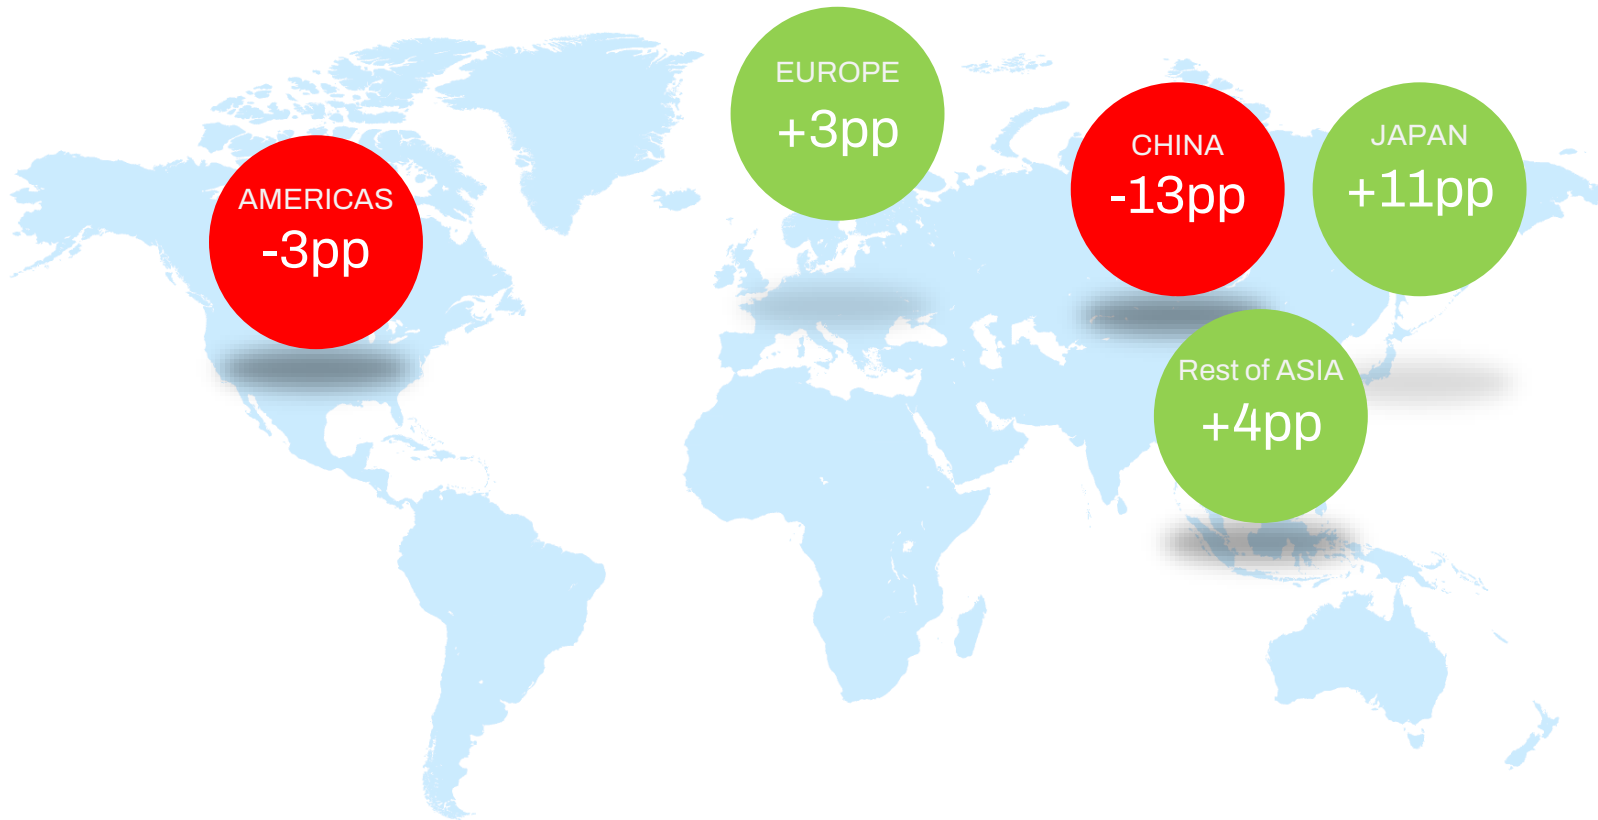 EUROPE
+3pp
AMERICAS
-3pp
CHINA
-13pp
JAPAN
+11pp
Rest of ASIA
+4pp